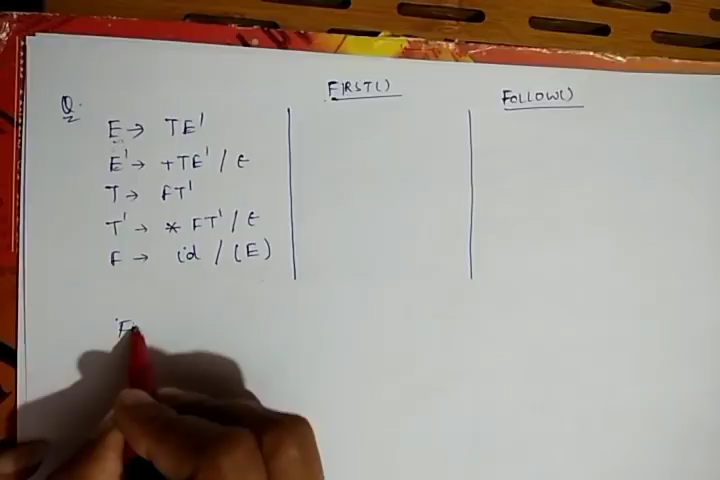 Q.
FIRST()
FOLLOW()
E → TE'
E' → +TE' / ε
T → FT'
T' → * FT' / ε
F → id / (E)